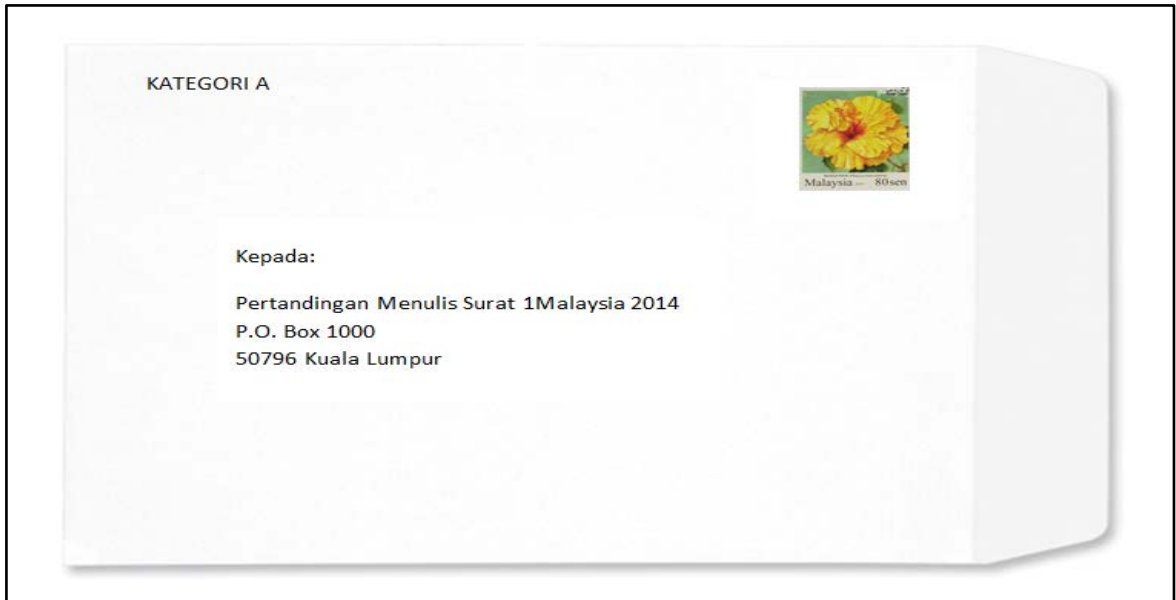 KATEGORI A
Malaysia 80sen
Kepada:
Pertandingan Menulis Surat 1Malaysia 2014
P.O. Box 1000
50796 Kuala Lumpur